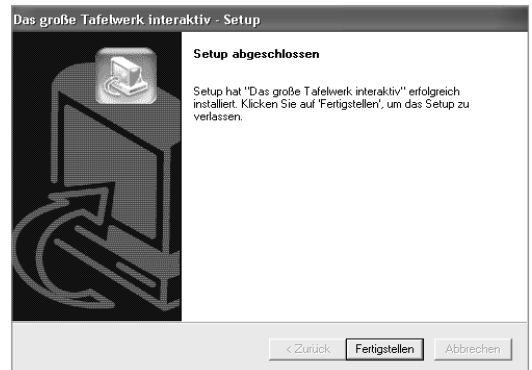 Das große Tafelwerk interaktiv - Setup
Setup abgeschlossen
Setup hat "Das große Tafelwerk interaktiv" erfolgreich
installiert. Klicken Sie auf 'Fertigstellen', um das Setup zu
verlassen.
< Zurück Fertigstellen Abbrechen